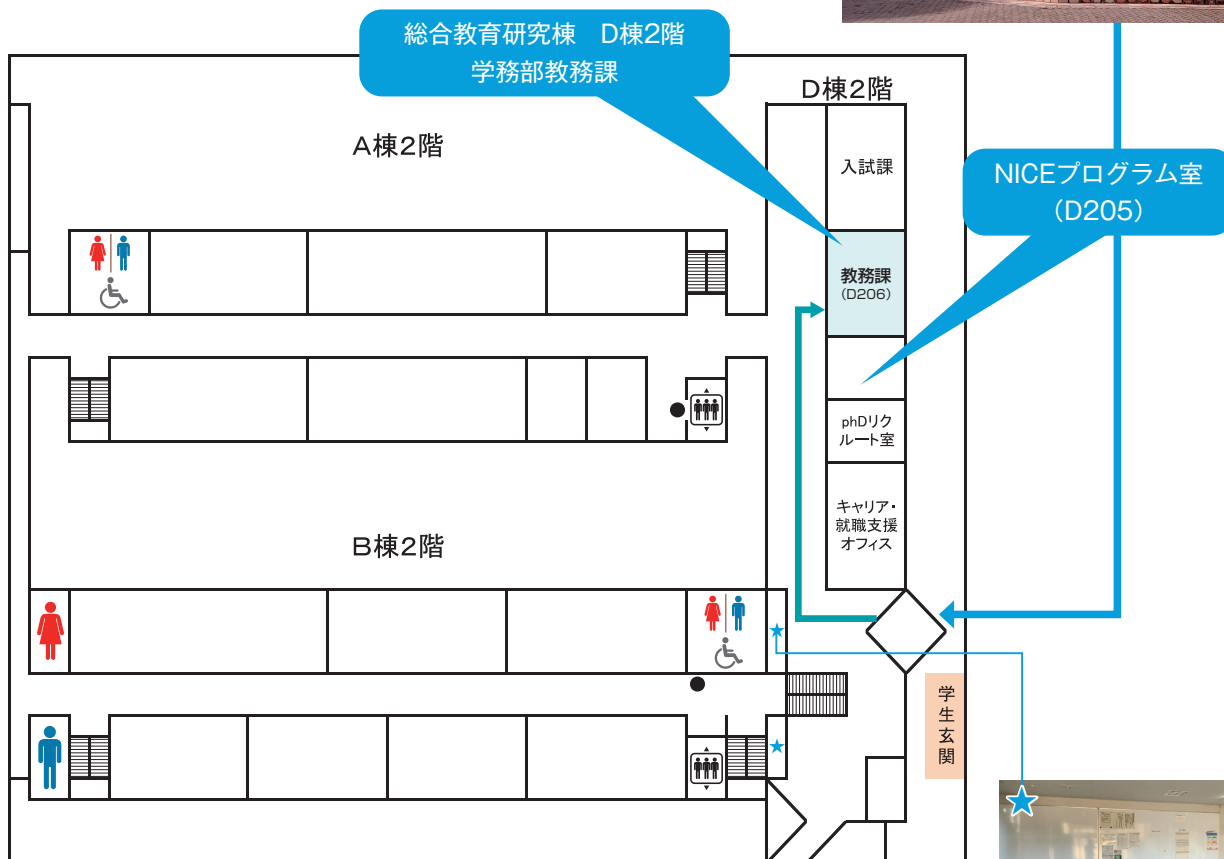 総合教育研究棟　D棟2階
学務部教務課
D棟2階
A棟2階
入試課
NICEプログラム室
（D205）
教務課
（D206）
phDリク
ルート室
キャリア・
就職支援
オフィス
B棟2階
学生玄関